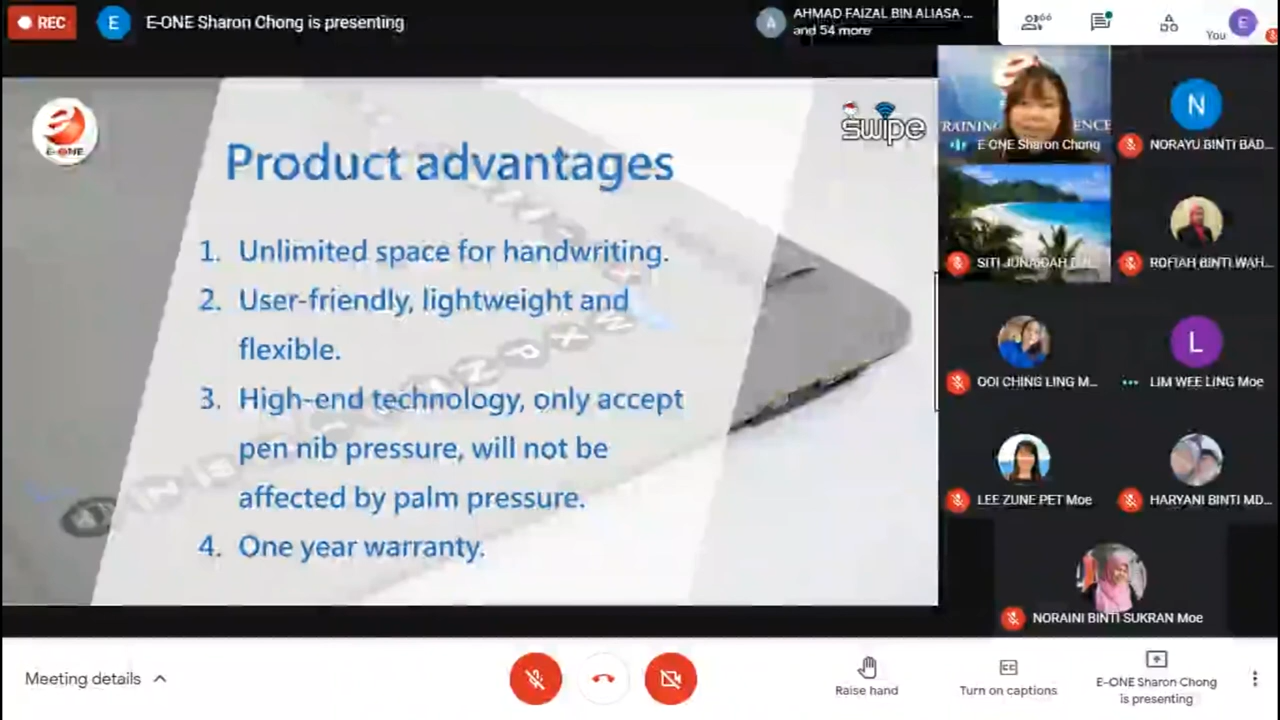 REC
E
E-ONE Sharon Chong is presenting
A
AHMAD FAIZAL BIN ALIASA ...
and 54 more
66
You
E
E-ONE
swipe
Product advantages
1. Unlimited space for handwriting.
2. User-friendly, lightweight and
flexible.
3. High-end technology, only accept
pen nib pressure, will not be
affected by palm pressure.
4. One year warranty.
E-ONE Sharon Chong
N
NORAYU BINTI BAD...
SITI
ROFIAH BINTI WAH...
OOI CHING LING M...
L
LIM WEE LING Moe
LEE ZUNE PET Moe
HARYANI BINTI MD...
NORAINI BINTI SUKRAN Moe
Meeting details
Raise hand
Turn on captions
E-ONE Sharon Chong
is presenting